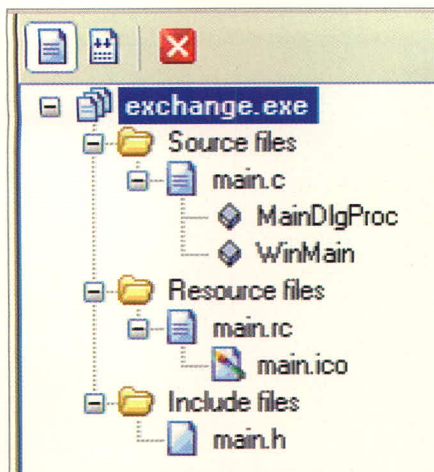 exchange.exe
Source files
main.c
MainDlgProc
WinMain
Resource files
main.rc
main.ico
Include files
main.h